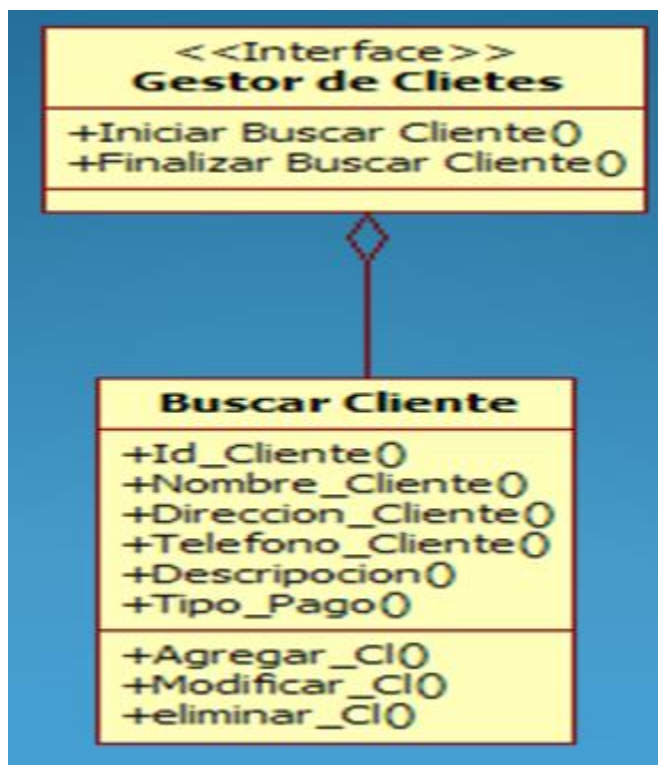 <<Interface>>
Gestor de Clietes
+Iniciar Buscar Cliente()
+Finalizar Buscar Cliente()
Buscar Cliente
+Id_Cliente()
+Nombre_Cliente()
+Direccion_Cliente()
+Telefono_Cliente()
+Descripocion()
+Tipo_Pago()
+Agregar_Cl()
+Modificar_Cl()
+eliminar_Cl()